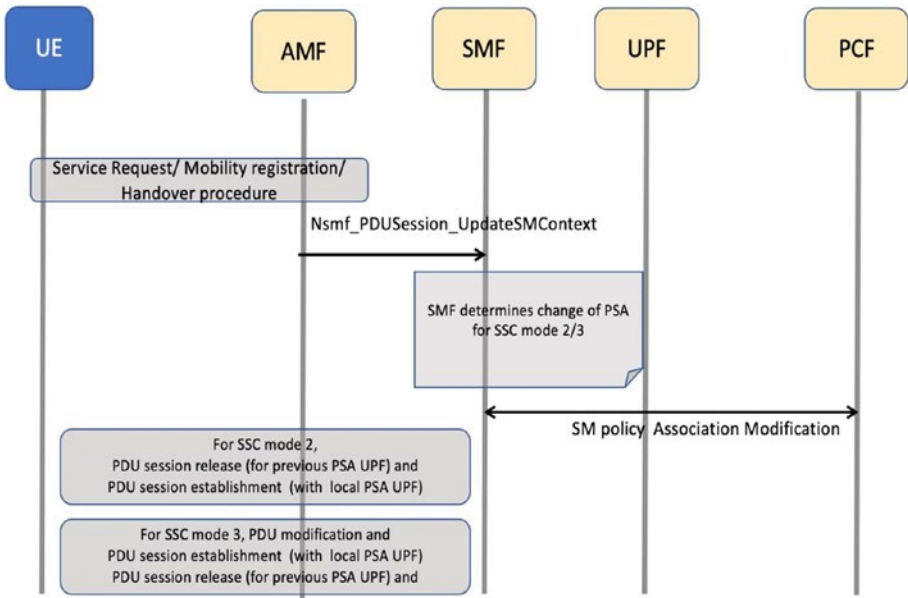 UE
AMF
SMF
UPF
PCF
Service Request/ Mobility registration/
Handover procedure
Nsmf_PDUSession_UpdateSMContext
SMF determines change of PSA
for SSC mode 2/3
SM policy Association Modification
For SSC mode 2,
PDU session release (for previous PSA UPF) and
PDU session establishment (with local PSA UPF)
For SSC mode 3, PDU modification and
PDU session establishment (with local PSA UPF)
PDU session release (for previous PSA UPF) and